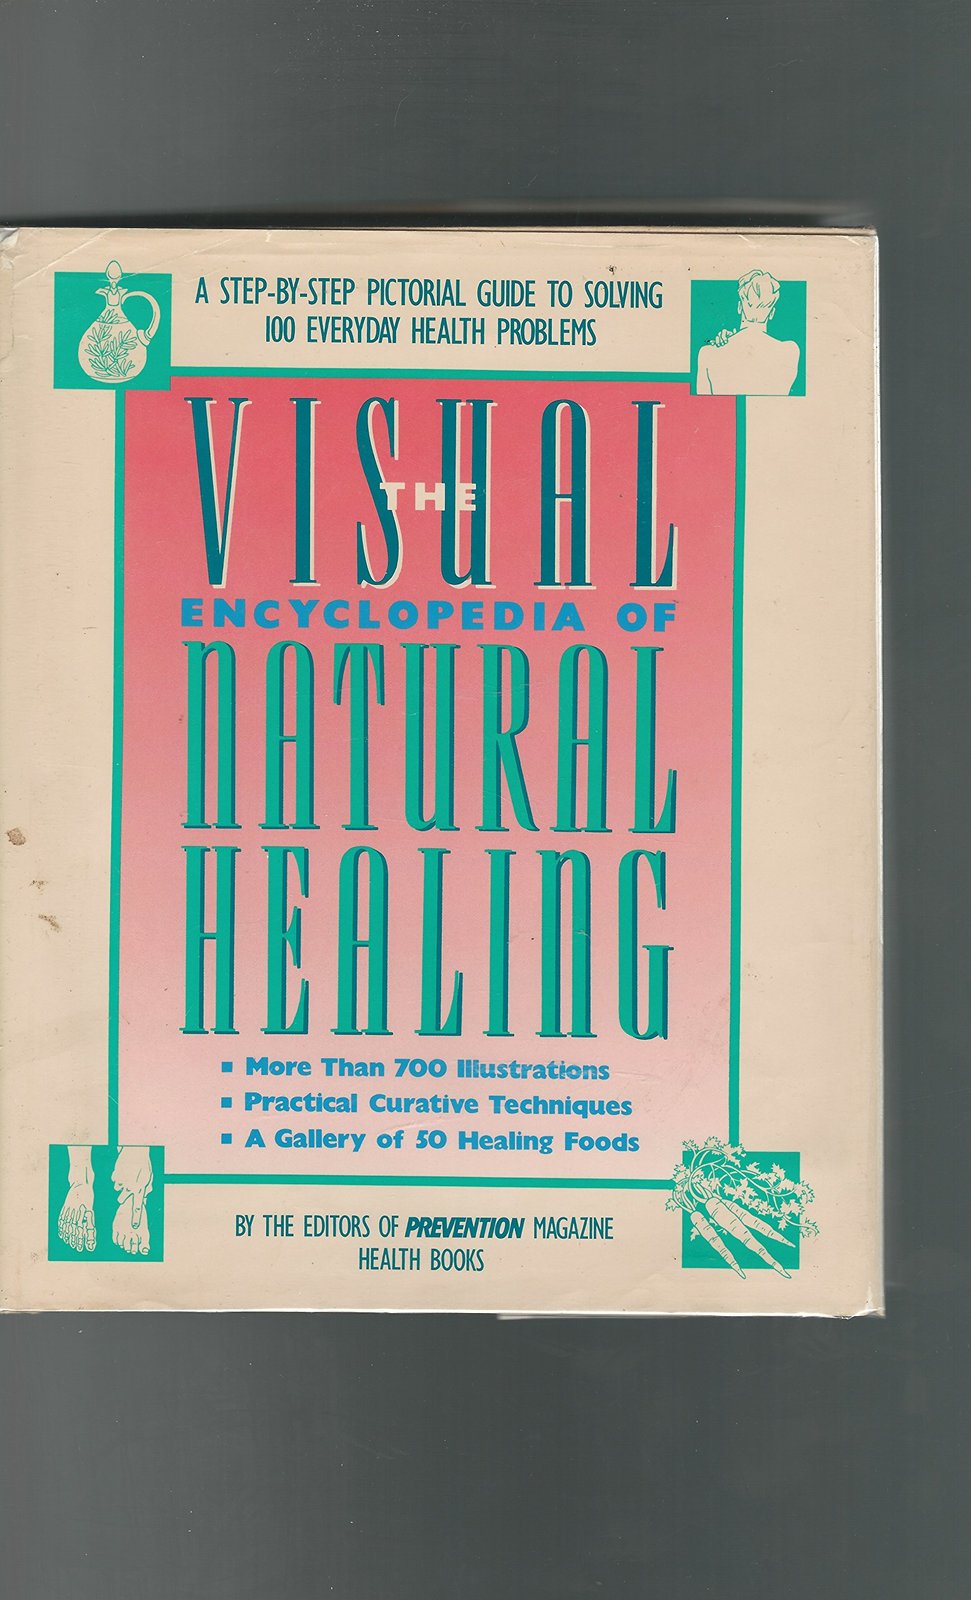 A STEP-BY-STEP PICTORIAL GUIDE TO SOLVING
100 EVERYDAY HEALTH PROBLEMS
THE
VISUAL
ENCYCLOPEDIA OF
NATURAL
HEALING
▪ More Than 700 Illustrations
▪ Practical Curative Techniques
▪ A Gallery of 50 Healing Foods
BY THE EDITORS OF PREVENTION MAGAZINE
HEALTH BOOKS